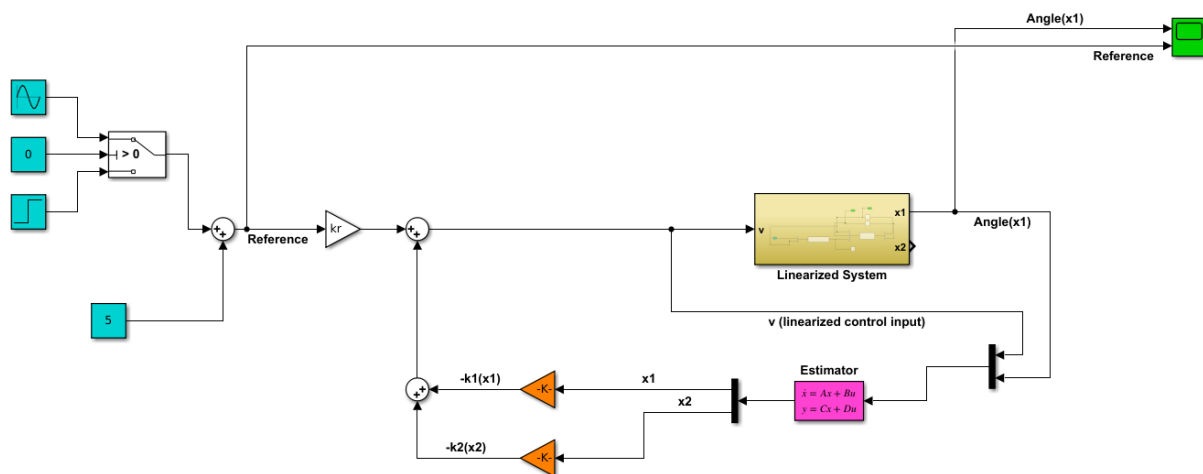 Angle(x1)
Reference
0
> 0
Reference
kr
v
x1
x2
Angle(x1)
Linearized System
5
v (linearized control input)
Estimator
-k1(x1)
-K-
x1
x2
ẋ = Ax + Bu
y = Cx + Du
-k2(x2)
-K-